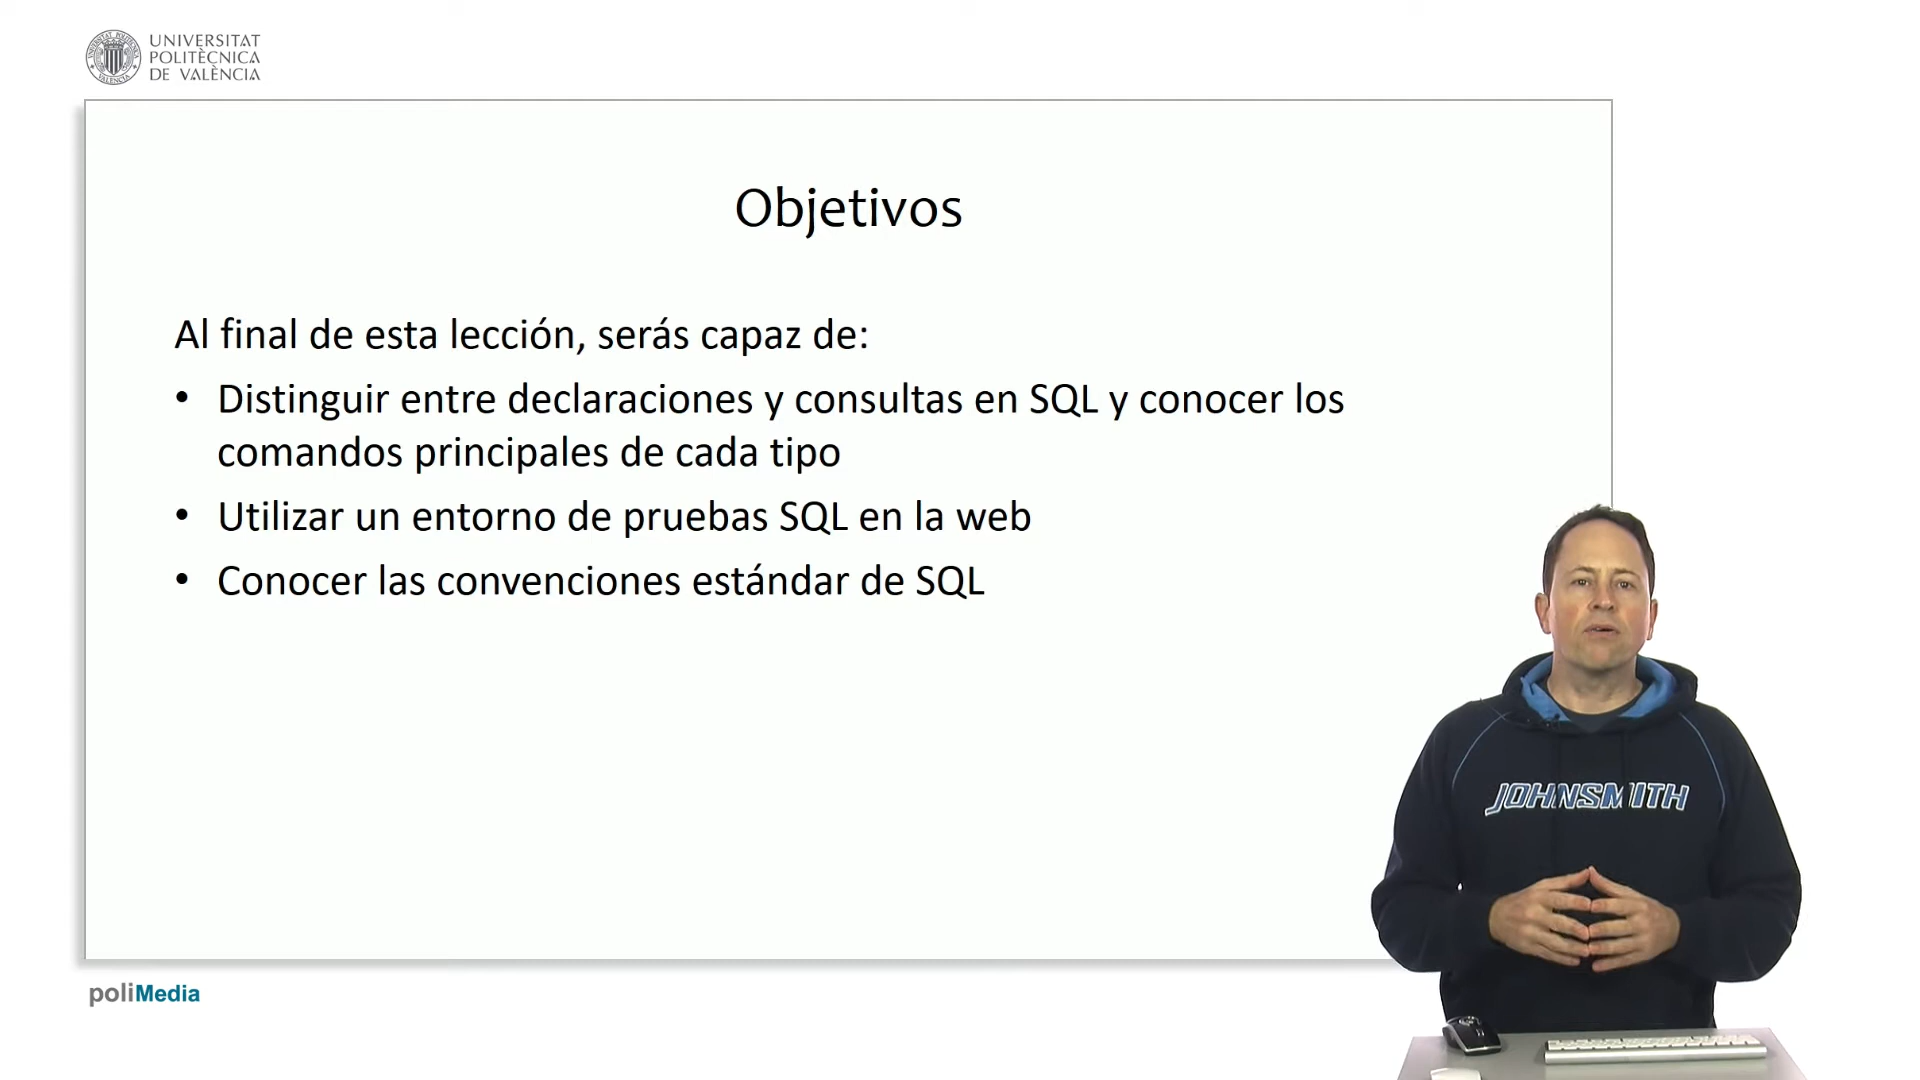 UNIVERSITAT
POLITÈCNICA
DE VALÈNCIA
Objetivos
Al final de esta lección, serás capaz de:
• Distinguir entre declaraciones y consultas en SQL y conocer los
comandos principales de cada tipo
• Utilizar un entorno de pruebas SQL en la web
• Conocer las convenciones estándar de SQL
JOHNSMITH
poliMedia